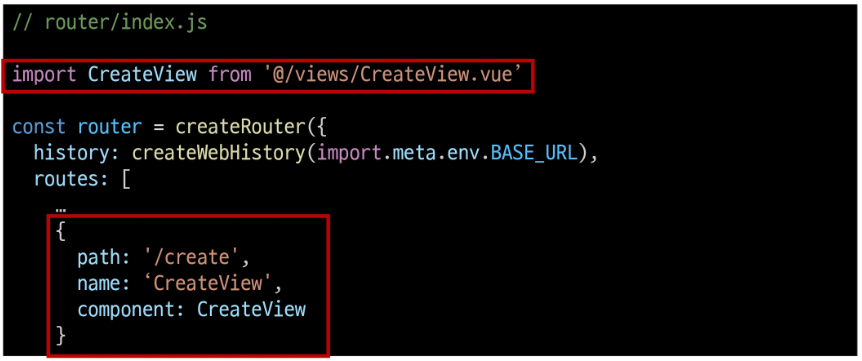 // router/index.js
import CreateView from '@/views/CreateView.vue’
const router = createRouter({
history: createWebHistory(import.meta.env.BASE_URL),
routes: [
…
{
path: '/create',
name: ‘CreateView',
component: CreateView
}